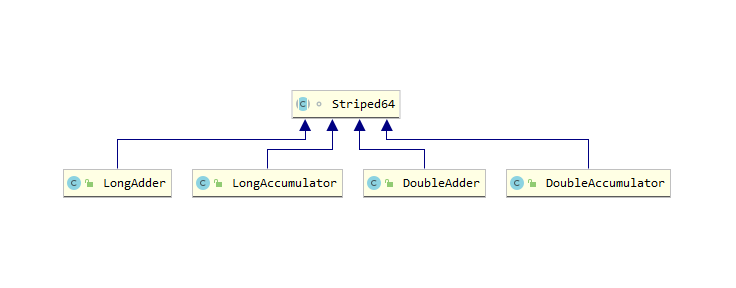 Striped64
LongAdder
LongAccumulator
DoubleAdder
DoubleAccumulator